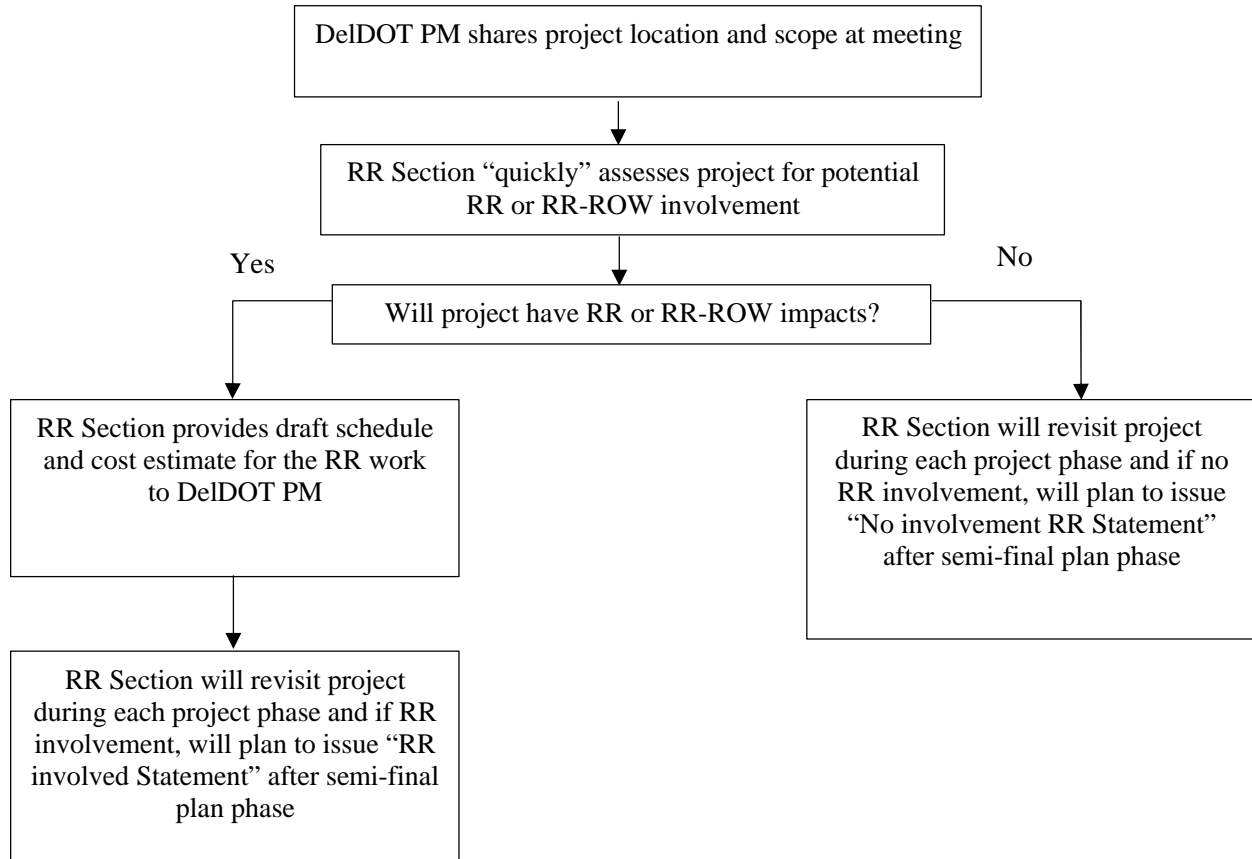 DelDOT PM shares project location and scope at meeting
RR Section “quickly” assesses project for potential
RR or RR-ROW involvement
Yes
No
Will project have RR or RR-ROW impacts?
RR Section provides draft schedule
and cost estimate for the RR work
to DelDOT PM
RR Section will revisit project
during each project phase and if no
RR involvement, will plan to issue
“No involvement RR Statement”
after semi-final plan phase
RR Section will revisit project
during each project phase and if RR
involvement, will plan to issue “RR
involved Statement” after semi-final
plan phase